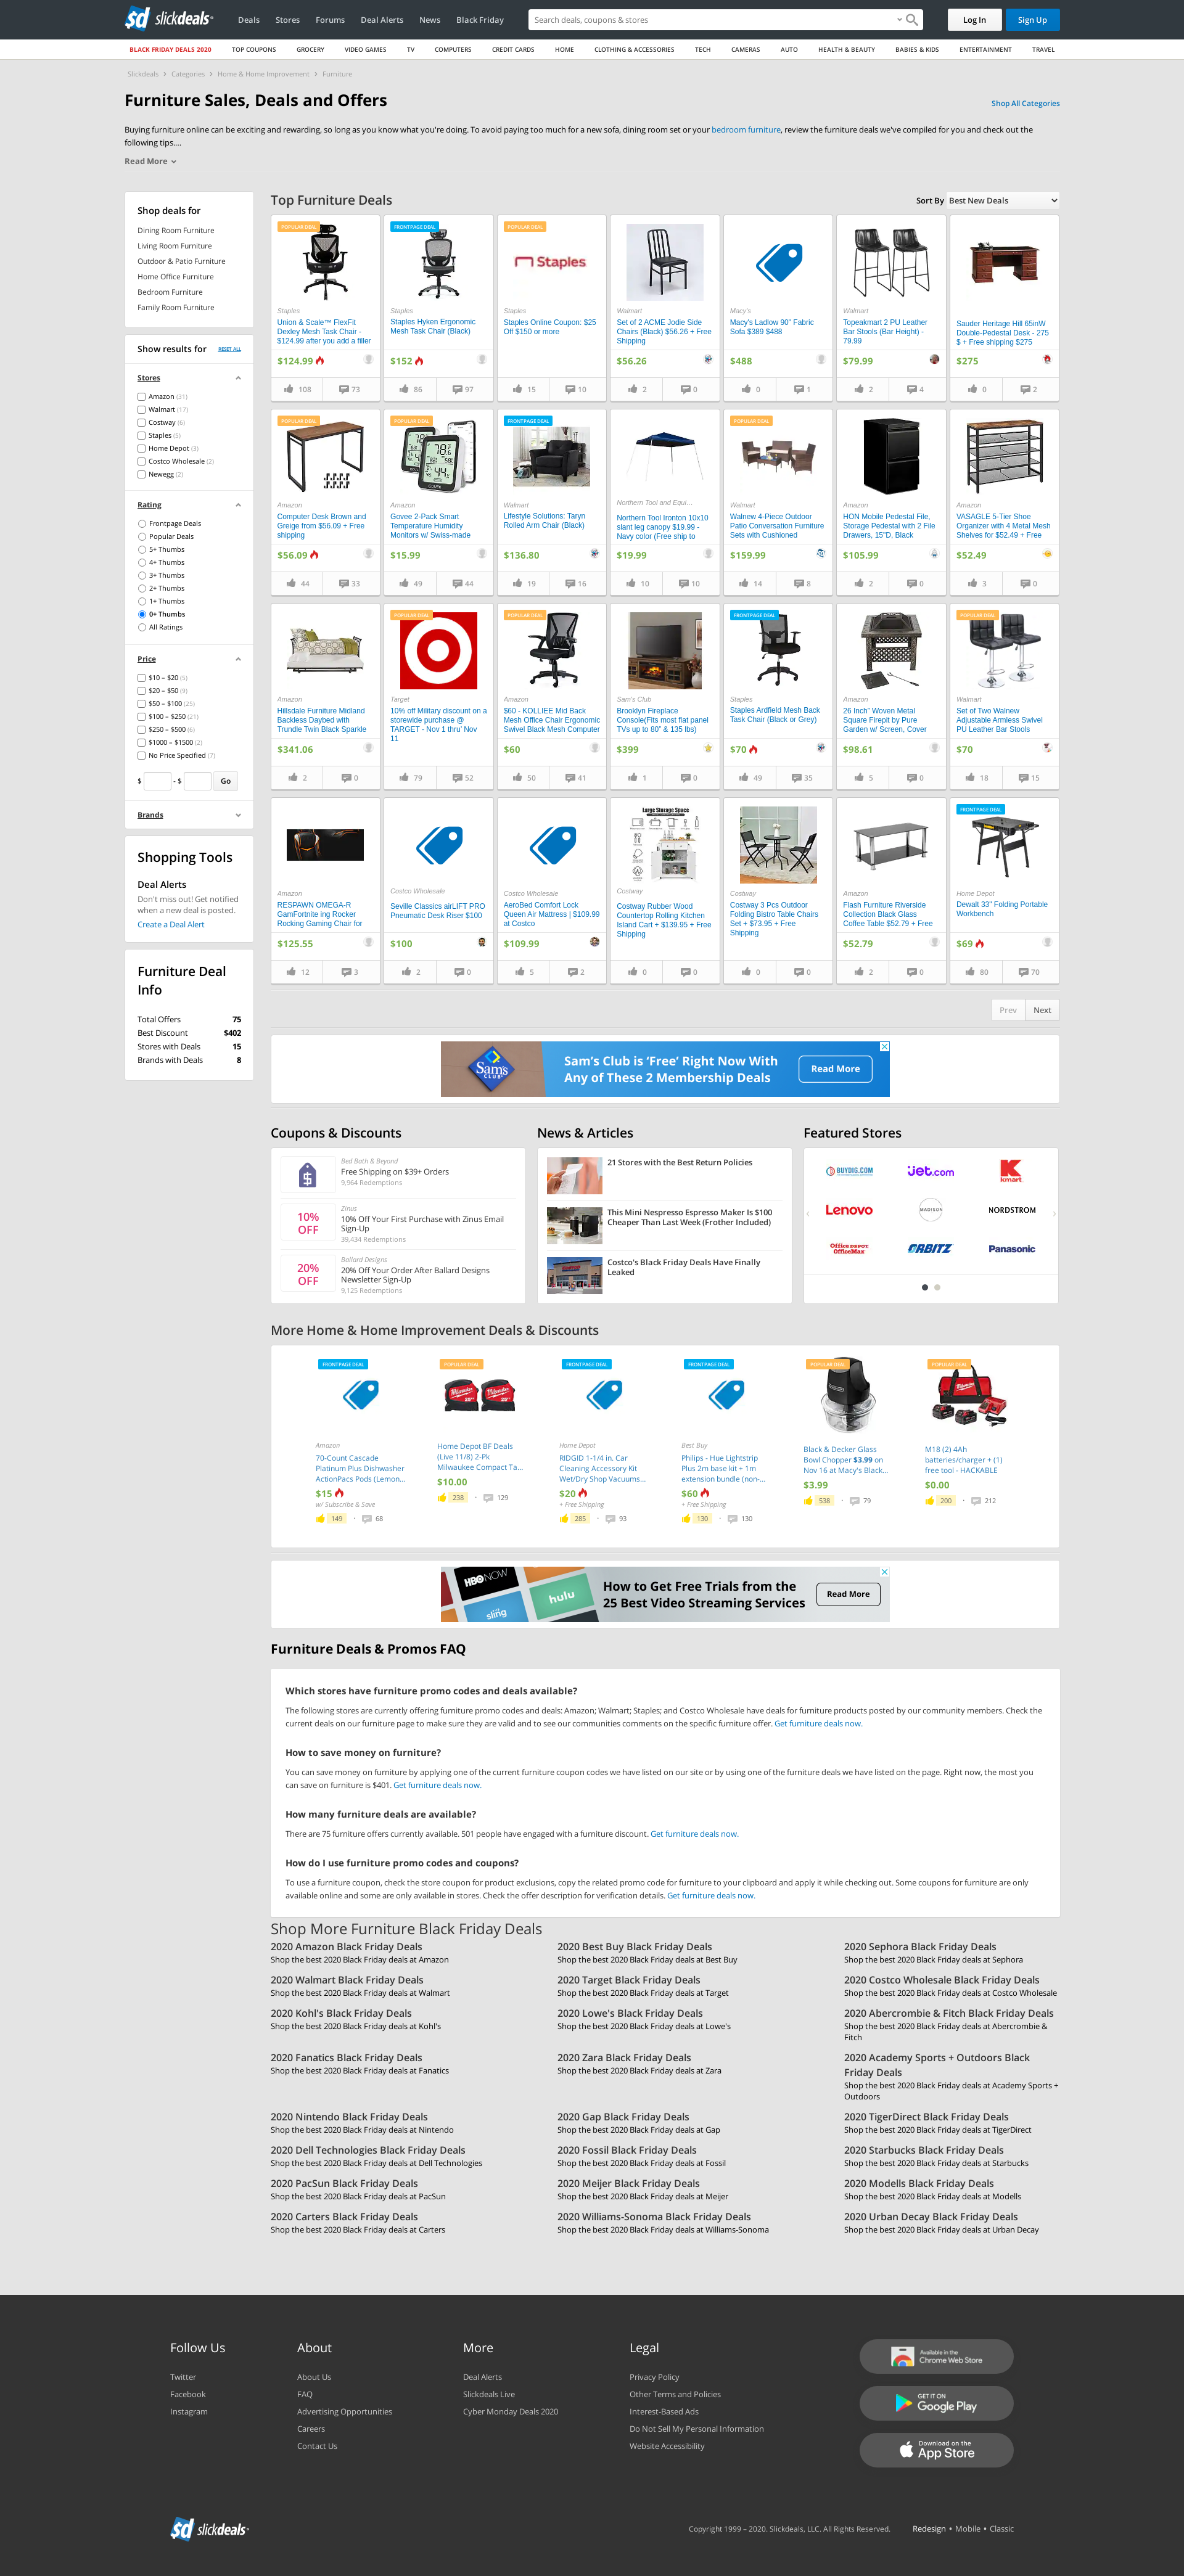 slickdeals
Deals Stores Forums Deal Alerts News Black Friday
Search deals, coupons & stores
Log In
Sign Up
BLACK FRIDAY DEALS 2020 TOP COUPONS GROCERY VIDEO GAMES TV COMPUTERS CREDIT CARDS HOME CLOTHING & ACCESSORIES TECH CAMERAS AUTO HEALTH & BEAUTY BABIES & KIDS ENTERTAINMENT TRAVEL
Slickdeals › Categories › Home & Home Improvement › Furniture
Furniture Sales, Deals and Offers
Shop All Categories
Buying furniture online can be exciting and rewarding, so long as you know what you're doing. To avoid paying too much for a new sofa, dining room set or your bedroom furniture, review the furniture deals we've compiled for you and check out the
following tips....
Read More
Shop deals for
Dining Room Furniture
Living Room Furniture
Outdoor & Patio Furniture
Home Office Furniture
Bedroom Furniture
Family Room Furniture
Show results for
RESET ALL
Stores
Amazon (31)
Walmart (17)
Costway (6)
Staples (5)
Home Depot (3)
Costco Wholesale (2)
Newegg (2)
Rating
Frontpage Deals
Popular Deals
5+ Thumbs
4+ Thumbs
3+ Thumbs
2+ Thumbs
1+ Thumbs
0+ Thumbs
All Ratings
Price
$10 – $20 (5)
$20 – $50 (9)
$50 – $100 (25)
$100 – $250 (21)
$250 – $500 (6)
$1000 – $1500 (2)
No Price Specified (7)
$ - $ Go
Brands
Shopping Tools
Deal Alerts
Don't miss out! Get notified
when a new deal is posted.
Create a Deal Alert
Furniture Deal
Info
Total Offers 75
Best Discount $402
Stores with Deals 15
Brands with Deals 8
Top Furniture Deals
Sort By Best New Deals
POPULAR DEAL
Staples
Union & Scale™ FlexFit
Dexley Mesh Task Chair -
$124.99 after you add a filler
$124.99
108 73
FRONTPAGE DEAL
Staples
Staples Hyken Ergonomic
Mesh Task Chair (Black)
$152
86 97
POPULAR DEAL
Staples
Staples
Staples Online Coupon: $25
Off $150 or more
15 10
Walmart
Set of 2 ACME Jodie Side
Chairs (Black) $56.26 + Free
Shipping
$56.26
2 0
Macy's
Macy's Ladlow 90" Fabric
Sofa $389 $488
$488
0 1
Walmart
Topeakmart 2 PU Leather
Bar Stools (Bar Height) -
79.99
$79.99
2 4
Sauder Heritage Hill 65inW
Double-Pedestal Desk - 275
$ + Free shipping $275
$275
0 2
POPULAR DEAL
Amazon
Computer Desk Brown and
Greige from $56.09 + Free
shipping
$56.09
44 33
POPULAR DEAL
Amazon
Govee 2-Pack Smart
Temperature Humidity
Monitors w/ Swiss-made
$15.99
49 44
FRONTPAGE DEAL
Walmart
Lifestyle Solutions: Taryn
Rolled Arm Chair (Black)
$136.80
19 16
Northern Tool and Equi...
Northern Tool Ironton 10x10
slant leg canopy $19.99 -
Navy color (Free ship to
$19.99
10 10
POPULAR DEAL
Walmart
Walnew 4-Piece Outdoor
Patio Conversation Furniture
Sets with Cushioned
$159.99
14 8
Amazon
HON Mobile Pedestal File,
Storage Pedestal with 2 File
Drawers, 15"D, Black
$105.99
2 0
Amazon
VASAGLE 5-Tier Shoe
Organizer with 4 Metal Mesh
Shelves for $52.49 + Free
$52.49
3 0
Amazon
Hillsdale Furniture Midland
Backless Daybed with
Trundle Twin Black Sparkle
$341.06
2 0
POPULAR DEAL
Target
10% off Military discount on a
storewide purchase @
TARGET - Nov 1 thru' Nov
11
79 52
POPULAR DEAL
Amazon
$60 - KOLLIEE Mid Back
Mesh Office Chair Ergonomic
Swivel Black Mesh Computer
$60
50 41
Sam's Club
Brooklyn Fireplace
Console(Fits most flat panel
TVs up to 80" & 135 lbs)
$399
1 0
FRONTPAGE DEAL
Staples
Staples Ardfield Mesh Back
Task Chair (Black or Grey)
$70
49 35
Amazon
26 Inch" Woven Metal
Square Firepit by Pure
Garden w/ Screen, Cover
$98.61
5 0
POPULAR DEAL
Walmart
Set of Two Walnew
Adjustable Armless Swivel
PU Leather Bar Stools
$70
18 15
Amazon
RESPAWN OMEGA-R
GamFortnite ing Rocker
Rocking Gaming Chair for
$125.55
12 3
Costco Wholesale
Seville Classics airLIFT PRO
Pneumatic Desk Riser $100
$100
2 0
Costco Wholesale
AeroBed Comfort Lock
Queen Air Mattress | $109.99
at Costco
$109.99
5 2
Large Storage Space
Costway
Costway Rubber Wood
Countertop Rolling Kitchen
Island Cart + $139.95 + Free
Shipping
0 0
Costway
Costway 3 Pcs Outdoor
Folding Bistro Table Chairs
Set + $73.95 + Free
Shipping
0 0
Amazon
Flash Furniture Riverside
Collection Black Glass
Coffee Table $52.79 + Free
$52.79
2 0
FRONTPAGE DEAL
Home Depot
Dewalt 33" Folding Portable
Workbench
$69
80 70
Prev Next
Sam's CLUB
Sam's Club is 'Free' Right Now With
Any of These 2 Membership Deals
Read More
Coupons & Discounts
Bed Bath & Beyond
Free Shipping on $39+ Orders
9,964 Redemptions
10%
OFF
Zinus
10% Off Your First Purchase with Zinus Email
Sign-Up
39,434 Redemptions
20%
OFF
Ballard Designs
20% Off Your Order After Ballard Designs
Newsletter Sign-Up
9,125 Redemptions
News & Articles
21 Stores with the Best Return Policies
This Mini Nespresso Espresso Maker Is $100
Cheaper Than Last Week (Frother Included)
Costco's Black Friday Deals Have Finally
Leaked
Featured Stores
BUYDIG.COM
Jet.com
kmart
Lenovo
MADISON
NORDSTROM
Office DEPOT
OfficeMax
ORBITZ
Panasonic
More Home & Home Improvement Deals & Discounts
FRONTPAGE DEAL
Amazon
70-Count Cascade
Platinum Plus Dishwasher
ActionPacs Pods (Lemon...
$15
w/ Subscribe & Save
149 68
POPULAR DEAL
Home Depot BF Deals
(Live 11/8) 2-Pk
Milwaukee Compact Ta...
$10.00
238 129
FRONTPAGE DEAL
Home Depot
RIDGID 1-1/4 in. Car
Cleaning Accessory Kit
Wet/Dry Shop Vacuums...
$20
+ Free Shipping
285 93
FRONTPAGE DEAL
Best Buy
Philips - Hue Lightstrip
Plus 2m base kit + 1m
extension bundle (non-...
$60
+ Free Shipping
130 130
POPULAR DEAL
Black & Decker Glass
Bowl Chopper $3.99 on
Nov 16 at Macy's Black...
$3.99
538 79
POPULAR DEAL
M18 (2) 4Ah
batteries/charger + (1)
free tool - HACKABLE
$0.00
200 212
HBO NOW
sling
hulu
How to Get Free Trials from the
25 Best Video Streaming Services
Read More
Furniture Deals & Promos FAQ
Which stores have furniture promo codes and deals available?
The following stores are currently offering furniture promo codes and deals: Amazon; Walmart; Staples; and Costco Wholesale have deals for furniture products posted by our community members. Check the
current deals on our furniture page to make sure they are valid and to see our communities comments on the specific furniture offer. Get furniture deals now.
How to save money on furniture?
You can save money on furniture by applying one of the current furniture coupon codes we have listed on our site or by using one of the furniture deals we have listed on the page. Right now, the most you
can save on furniture is $401. Get furniture deals now.
How many furniture deals are available?
There are 75 furniture offers currently available. 501 people have engaged with a furniture discount. Get furniture deals now.
How do I use furniture promo codes and coupons?
To use a furniture coupon, check the store coupon for product exclusions, copy the related promo code for furniture to your clipboard and apply it while checking out. Some coupons for furniture are only
available online and some are only available in stores. Check the offer description for verification details. Get furniture deals now.
Shop More Furniture Black Friday Deals
2020 Amazon Black Friday Deals
Shop the best 2020 Black Friday deals at Amazon
2020 Best Buy Black Friday Deals
Shop the best 2020 Black Friday deals at Best Buy
2020 Sephora Black Friday Deals
Shop the best 2020 Black Friday deals at Sephora
2020 Walmart Black Friday Deals
Shop the best 2020 Black Friday deals at Walmart
2020 Target Black Friday Deals
Shop the best 2020 Black Friday deals at Target
2020 Costco Wholesale Black Friday Deals
Shop the best 2020 Black Friday deals at Costco Wholesale
2020 Kohl's Black Friday Deals
Shop the best 2020 Black Friday deals at Kohl's
2020 Lowe's Black Friday Deals
Shop the best 2020 Black Friday deals at Lowe's
2020 Abercrombie & Fitch Black Friday Deals
Shop the best 2020 Black Friday deals at Abercrombie &
Fitch
2020 Fanatics Black Friday Deals
Shop the best 2020 Black Friday deals at Fanatics
2020 Zara Black Friday Deals
Shop the best 2020 Black Friday deals at Zara
2020 Academy Sports + Outdoors Black
Friday Deals
Shop the best 2020 Black Friday deals at Academy Sports +
Outdoors
2020 Nintendo Black Friday Deals
Shop the best 2020 Black Friday deals at Nintendo
2020 Gap Black Friday Deals
Shop the best 2020 Black Friday deals at Gap
2020 TigerDirect Black Friday Deals
Shop the best 2020 Black Friday deals at TigerDirect
2020 Dell Technologies Black Friday Deals
Shop the best 2020 Black Friday deals at Dell Technologies
2020 Fossil Black Friday Deals
Shop the best 2020 Black Friday deals at Fossil
2020 Starbucks Black Friday Deals
Shop the best 2020 Black Friday deals at Starbucks
2020 PacSun Black Friday Deals
Shop the best 2020 Black Friday deals at PacSun
2020 Meijer Black Friday Deals
Shop the best 2020 Black Friday deals at Meijer
2020 Modells Black Friday Deals
Shop the best 2020 Black Friday deals at Modells
2020 Carters Black Friday Deals
Shop the best 2020 Black Friday deals at Carters
2020 Williams-Sonoma Black Friday Deals
Shop the best 2020 Black Friday deals at Williams-Sonoma
2020 Urban Decay Black Friday Deals
Shop the best 2020 Black Friday deals at Urban Decay
Follow Us
Twitter
Facebook
Instagram
About
About Us
FAQ
Advertising Opportunities
Careers
Contact Us
More
Deal Alerts
Slickdeals Live
Cyber Monday Deals 2020
Legal
Privacy Policy
Other Terms and Policies
Interest-Based Ads
Do Not Sell My Personal Information
Website Accessibility
Available in the
Chrome Web Store
GET IT ON
Google Play
Download on the
App Store
slickdeals
Copyright 1999 – 2020. Slickdeals, LLC. All Rights Reserved.
Redesign • Mobile • Classic